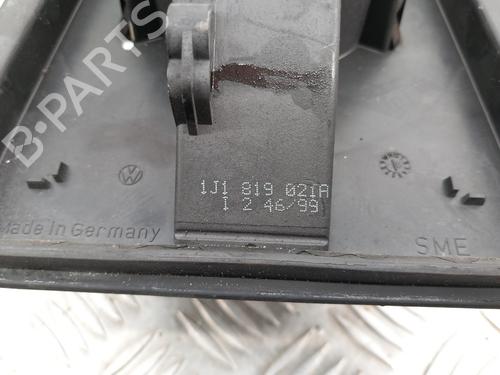 B-PARTS
1J1 819 021A
I 2 46/99
Made In Germany
SME